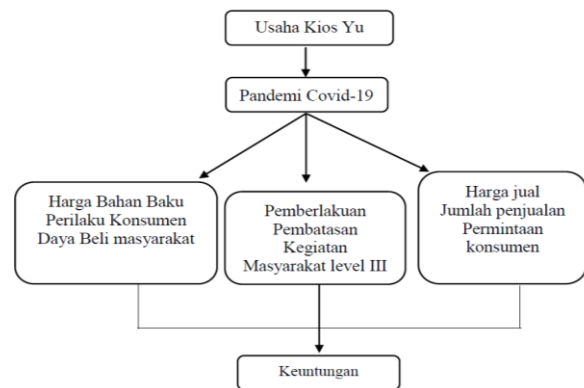 Usaha Kios Yu
Pandemi Covid-19
Harga Bahan Baku
Perilaku Konsumen
Daya Beli masyarakat
Pemberlakuan
Pembatasan
Kegiatan
Masyarakat level III
Harga jual
Jumlah penjualan
Permintaan
konsumen
Keuntungan